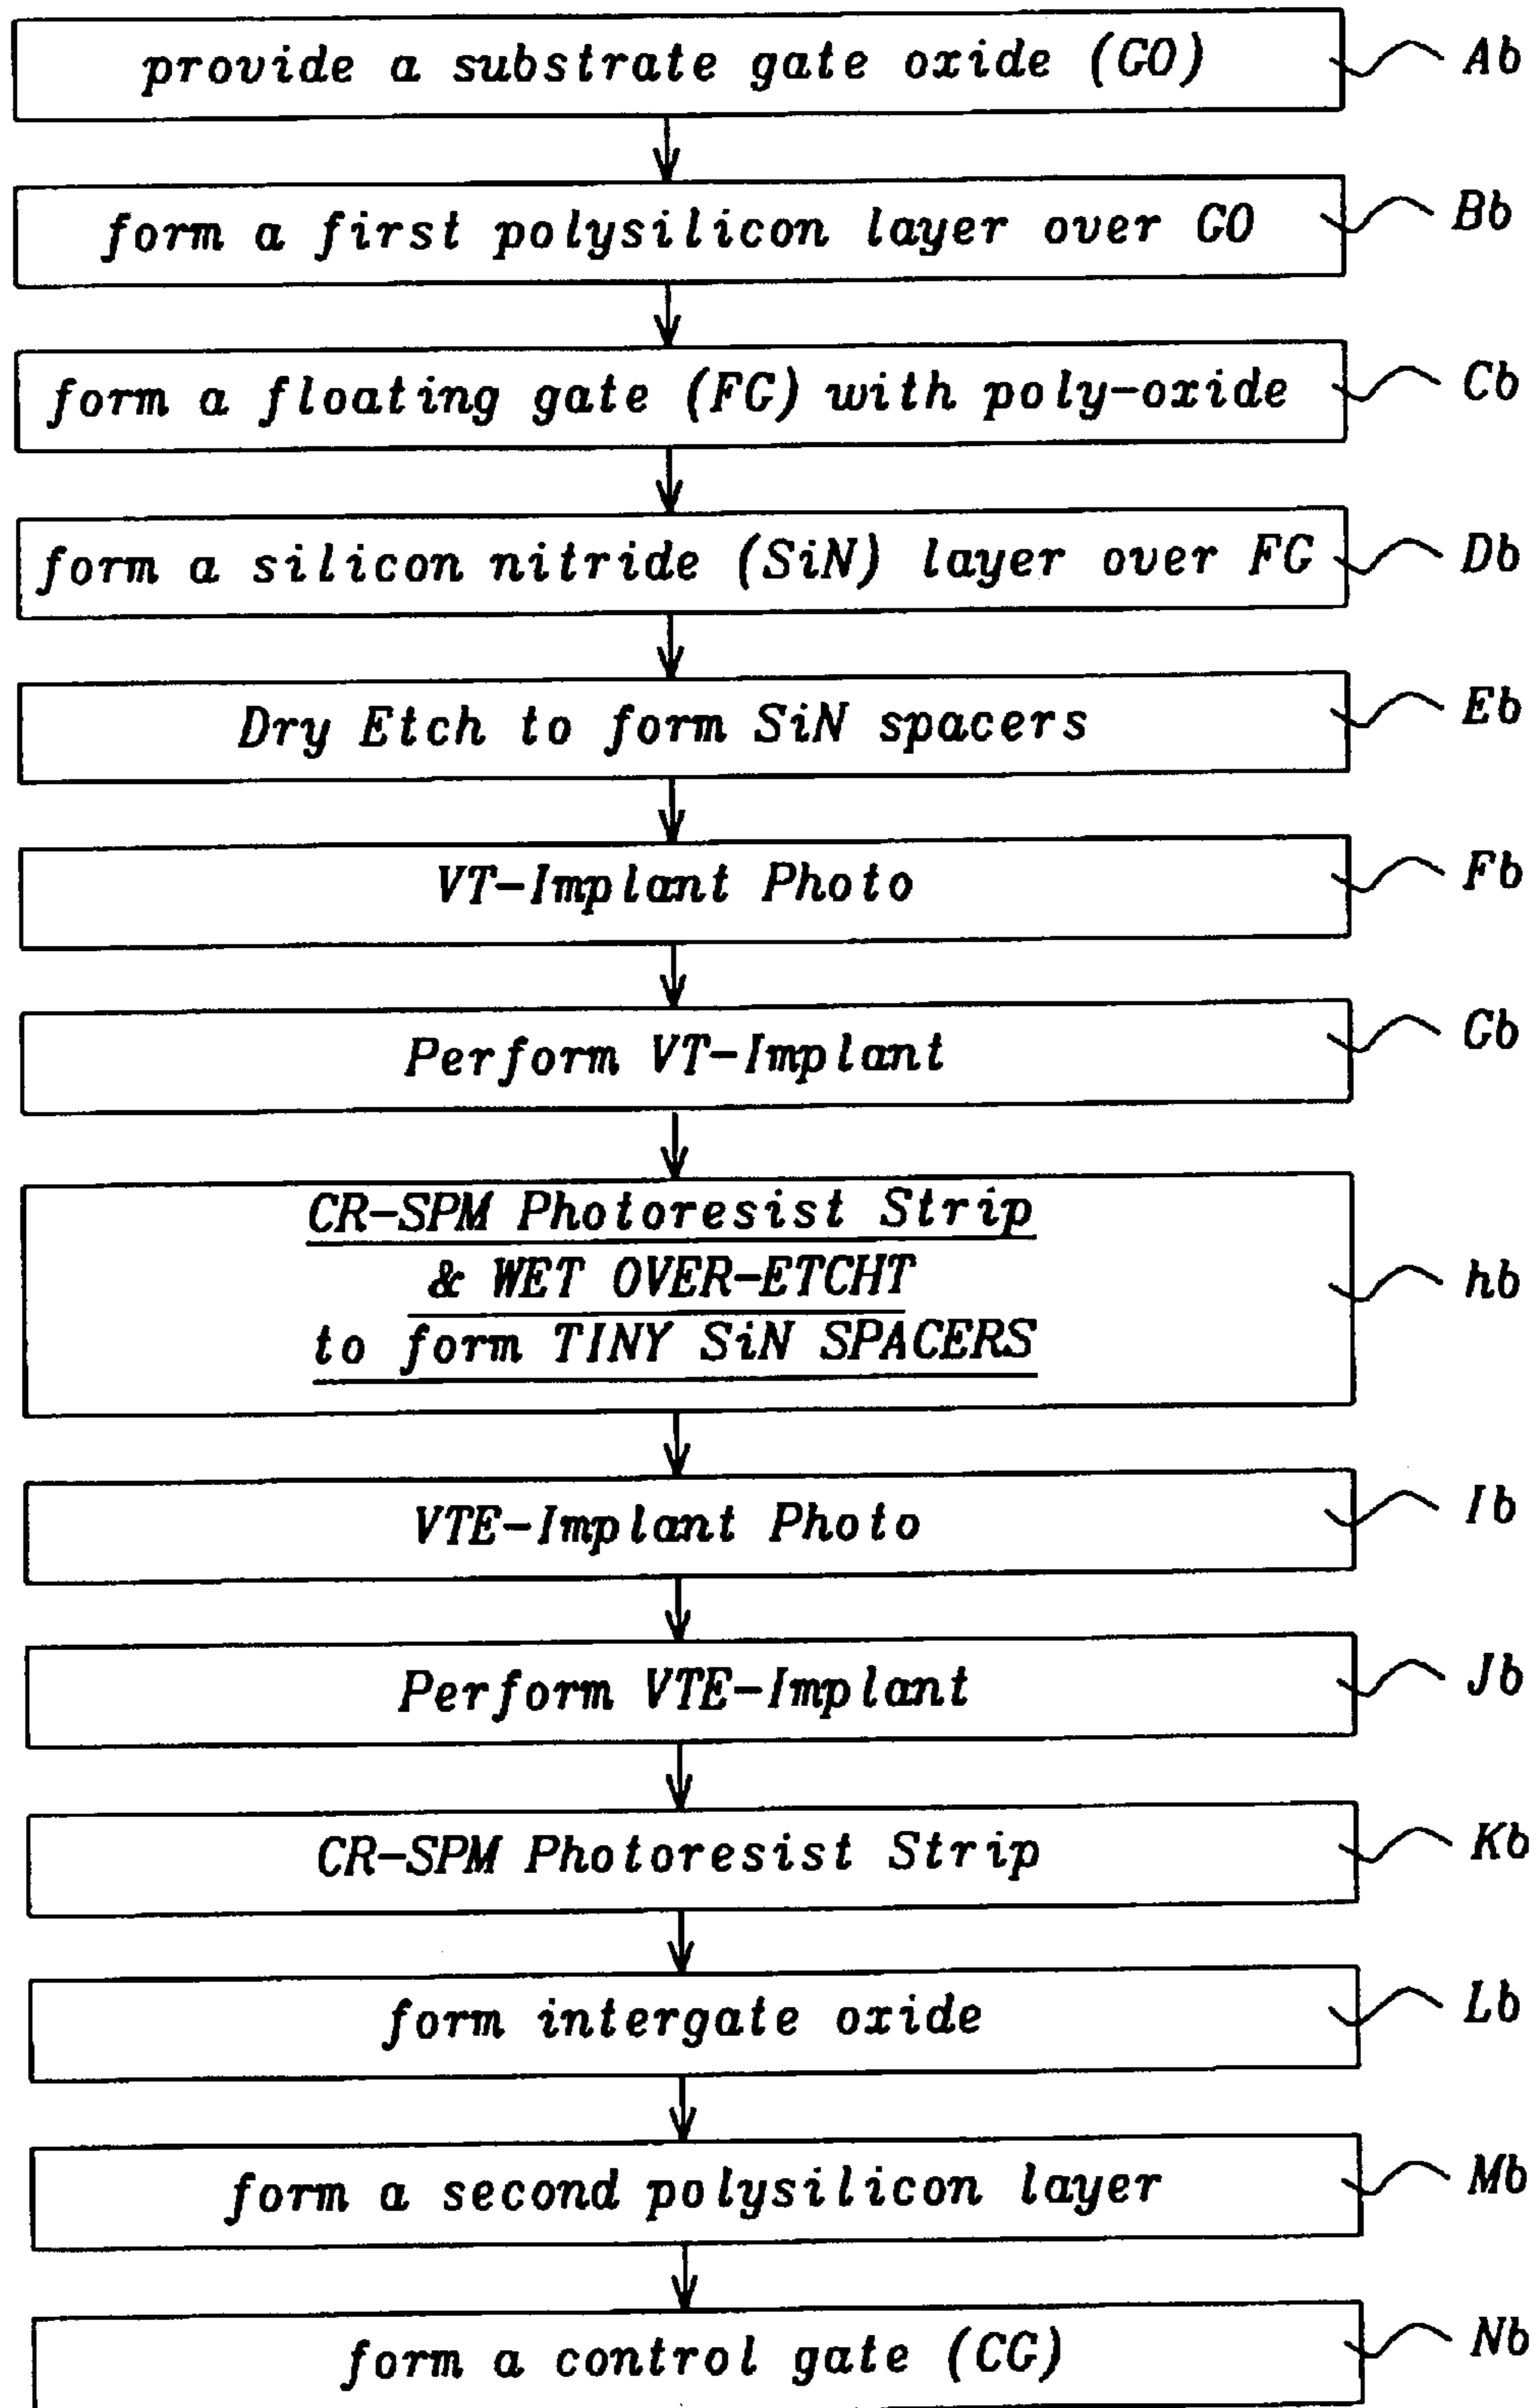 provide a substrate gate oxide (GO)
Ab
form a first polysilicon layer over GO
Bb
form a floating gate (FG) with poly-oxide
Cb
form a silicon nitride (SiN) layer over FG
Db
Dry Etch to form SiN spacers
Eb
VT-Implant Photo
Fb
Perform VT-Implant
Gb
CR-SPM Photoresist Strip
& WET OVER-ETCHT
to form TINY SiN SPACERS
hb
VTE-Implant Photo
Ib
Perform VTE-Implant
Jb
CR-SPM Photoresist Strip
Kb
form intergate oxide
Lb
form a second polysilicon layer
Mb
form a control gate (CG)
Nb